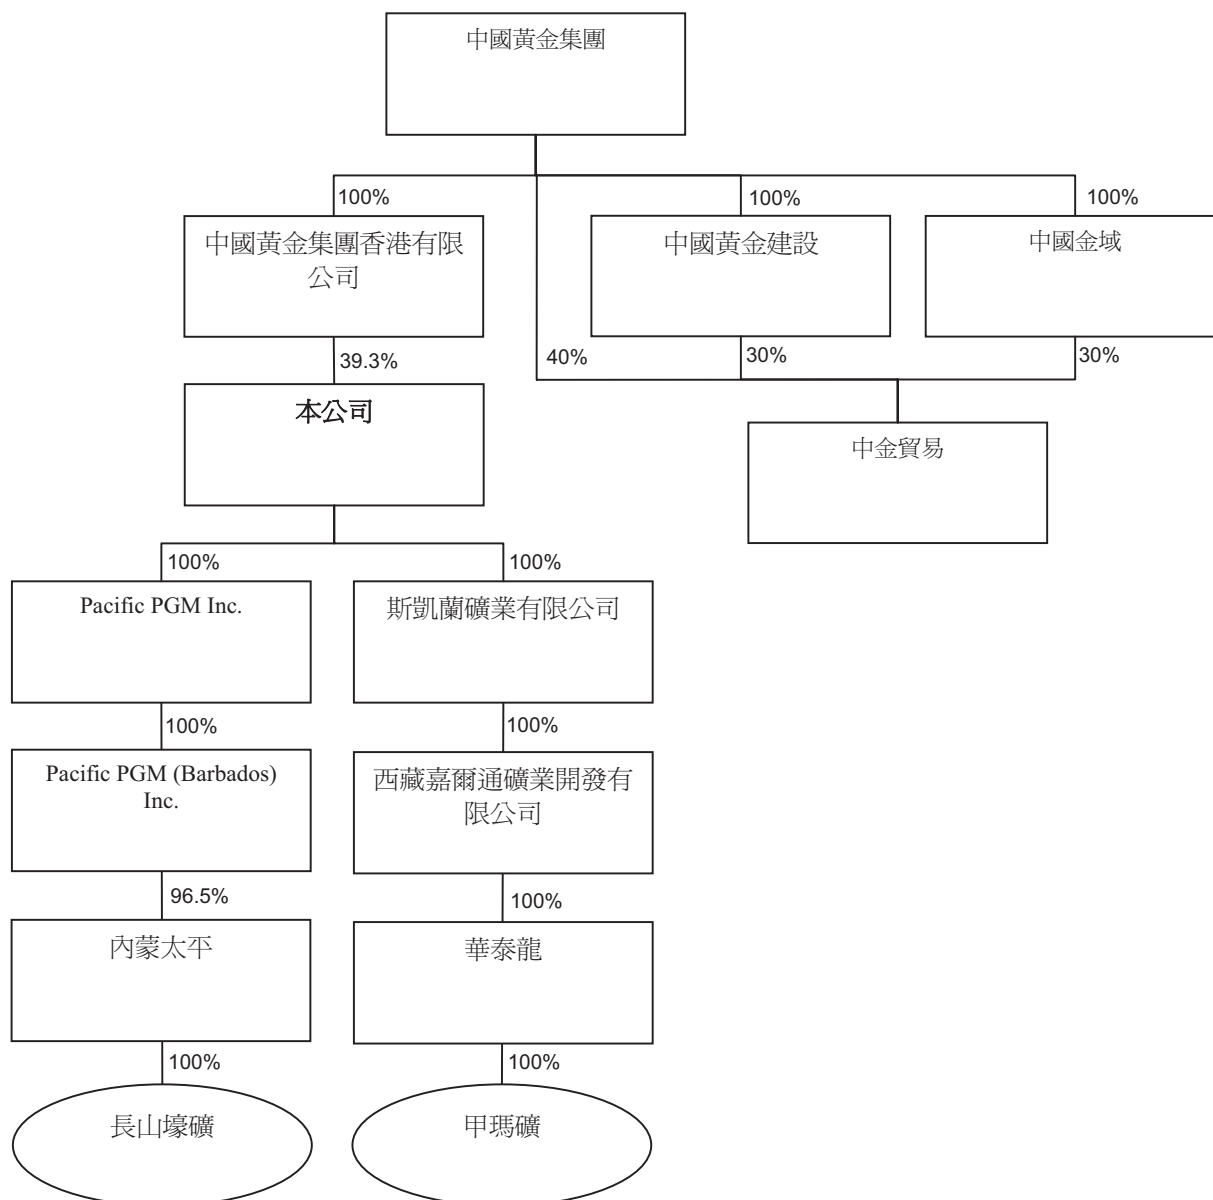 中國黃金集團
100%
100%
100%
中國黃金集團香港有限
公司
中國黃金建設
中國金域
39.3%
40%
30%
30%
本公司
中金貿易
100%
100%
Pacific PGM Inc.
斯凱蘭礦業有限公司
100%
100%
Pacific PGM (Barbados)
Inc.
西藏嘉爾通礦業開發有
限公司
96.5%
100%
內蒙太平
華泰龍
100%
100%
長山壕礦
甲瑪礦